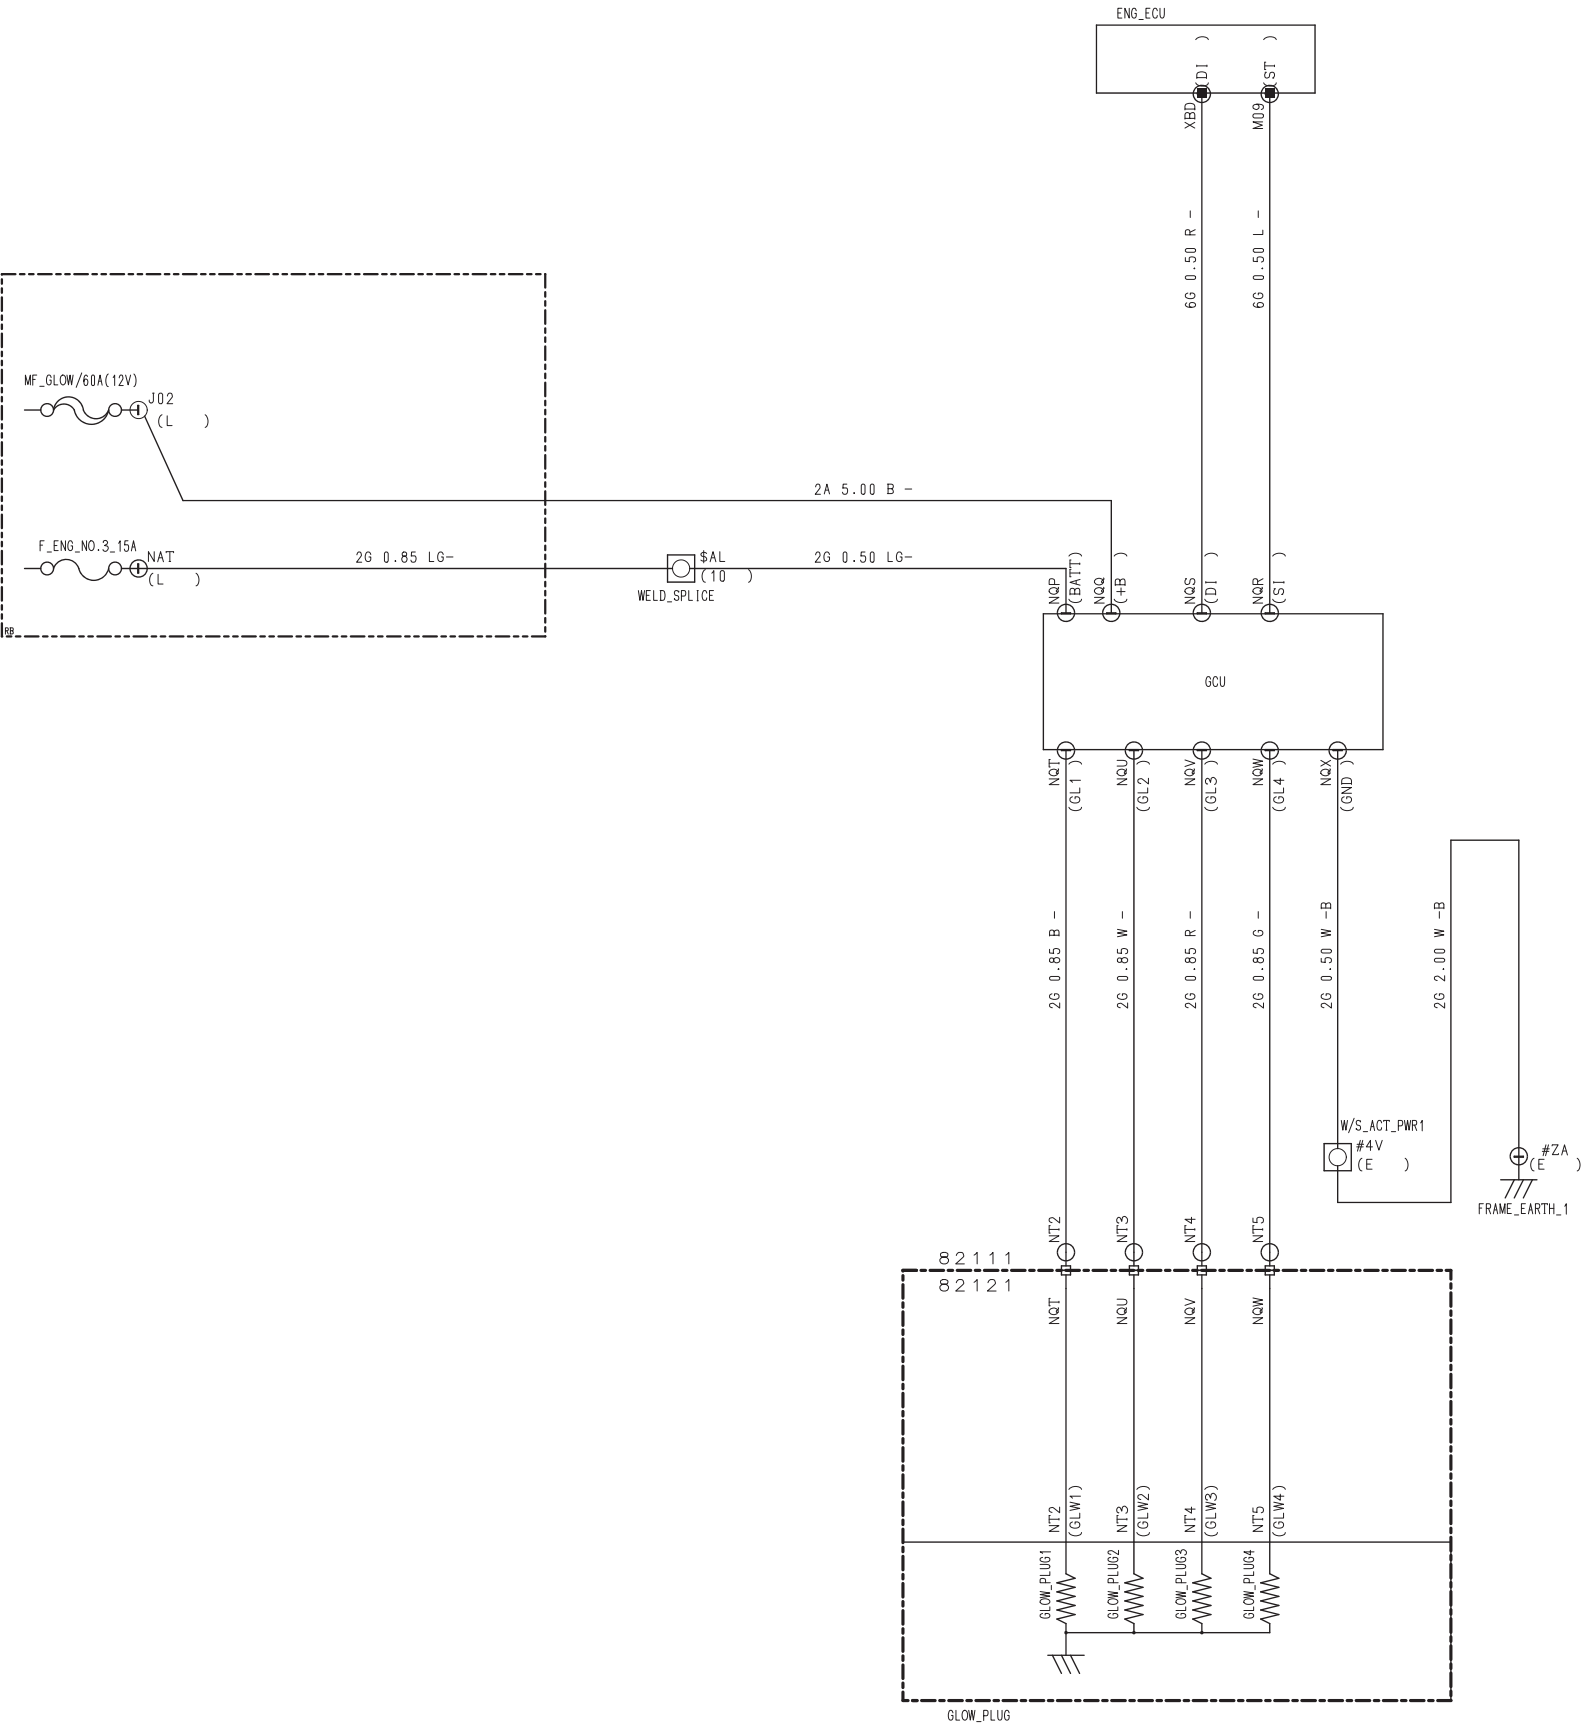 ENG_ECU
(DI )
(ST )
XBD
M09
6G 0.50 R -
6G 0.50 L -
MF_GLOW/60A(12V)
J02
(L )
2A 5.00 B -
F_ENG_NO.3_15A
NAT
(L )
2G 0.85 LG-
$AL
(10 )
WELD_SPLICE
2G 0.50 LG-
RB
NQP
(BATT)
NQQ
(+B )
NQS
(DI )
NQR
(SI )
GCU
NQT
(GL1 )
NQU
(GL2 )
NQV
(GL3 )
NQW
(GL4 )
NQX
(GND )
2G 0.85 B -
2G 0.85 W -
2G 0.85 R -
2G 0.85 G -
2G 0.50 W -B
2G 2.00 W -B
W/S_ACT_PWR1
#4V
(E )
#ZA
(E )
FRAME_EARTH_1
NT2
NT3
NT4
NT5
82111
82121
NQT
NQU
NQV
NQW
NT2
(GLW1)
NT3
(GLW2)
NT4
(GLW3)
NT5
(GLW4)
GLOW_PLUG1
GLOW_PLUG2
GLOW_PLUG3
GLOW_PLUG4
GLOW_PLUG